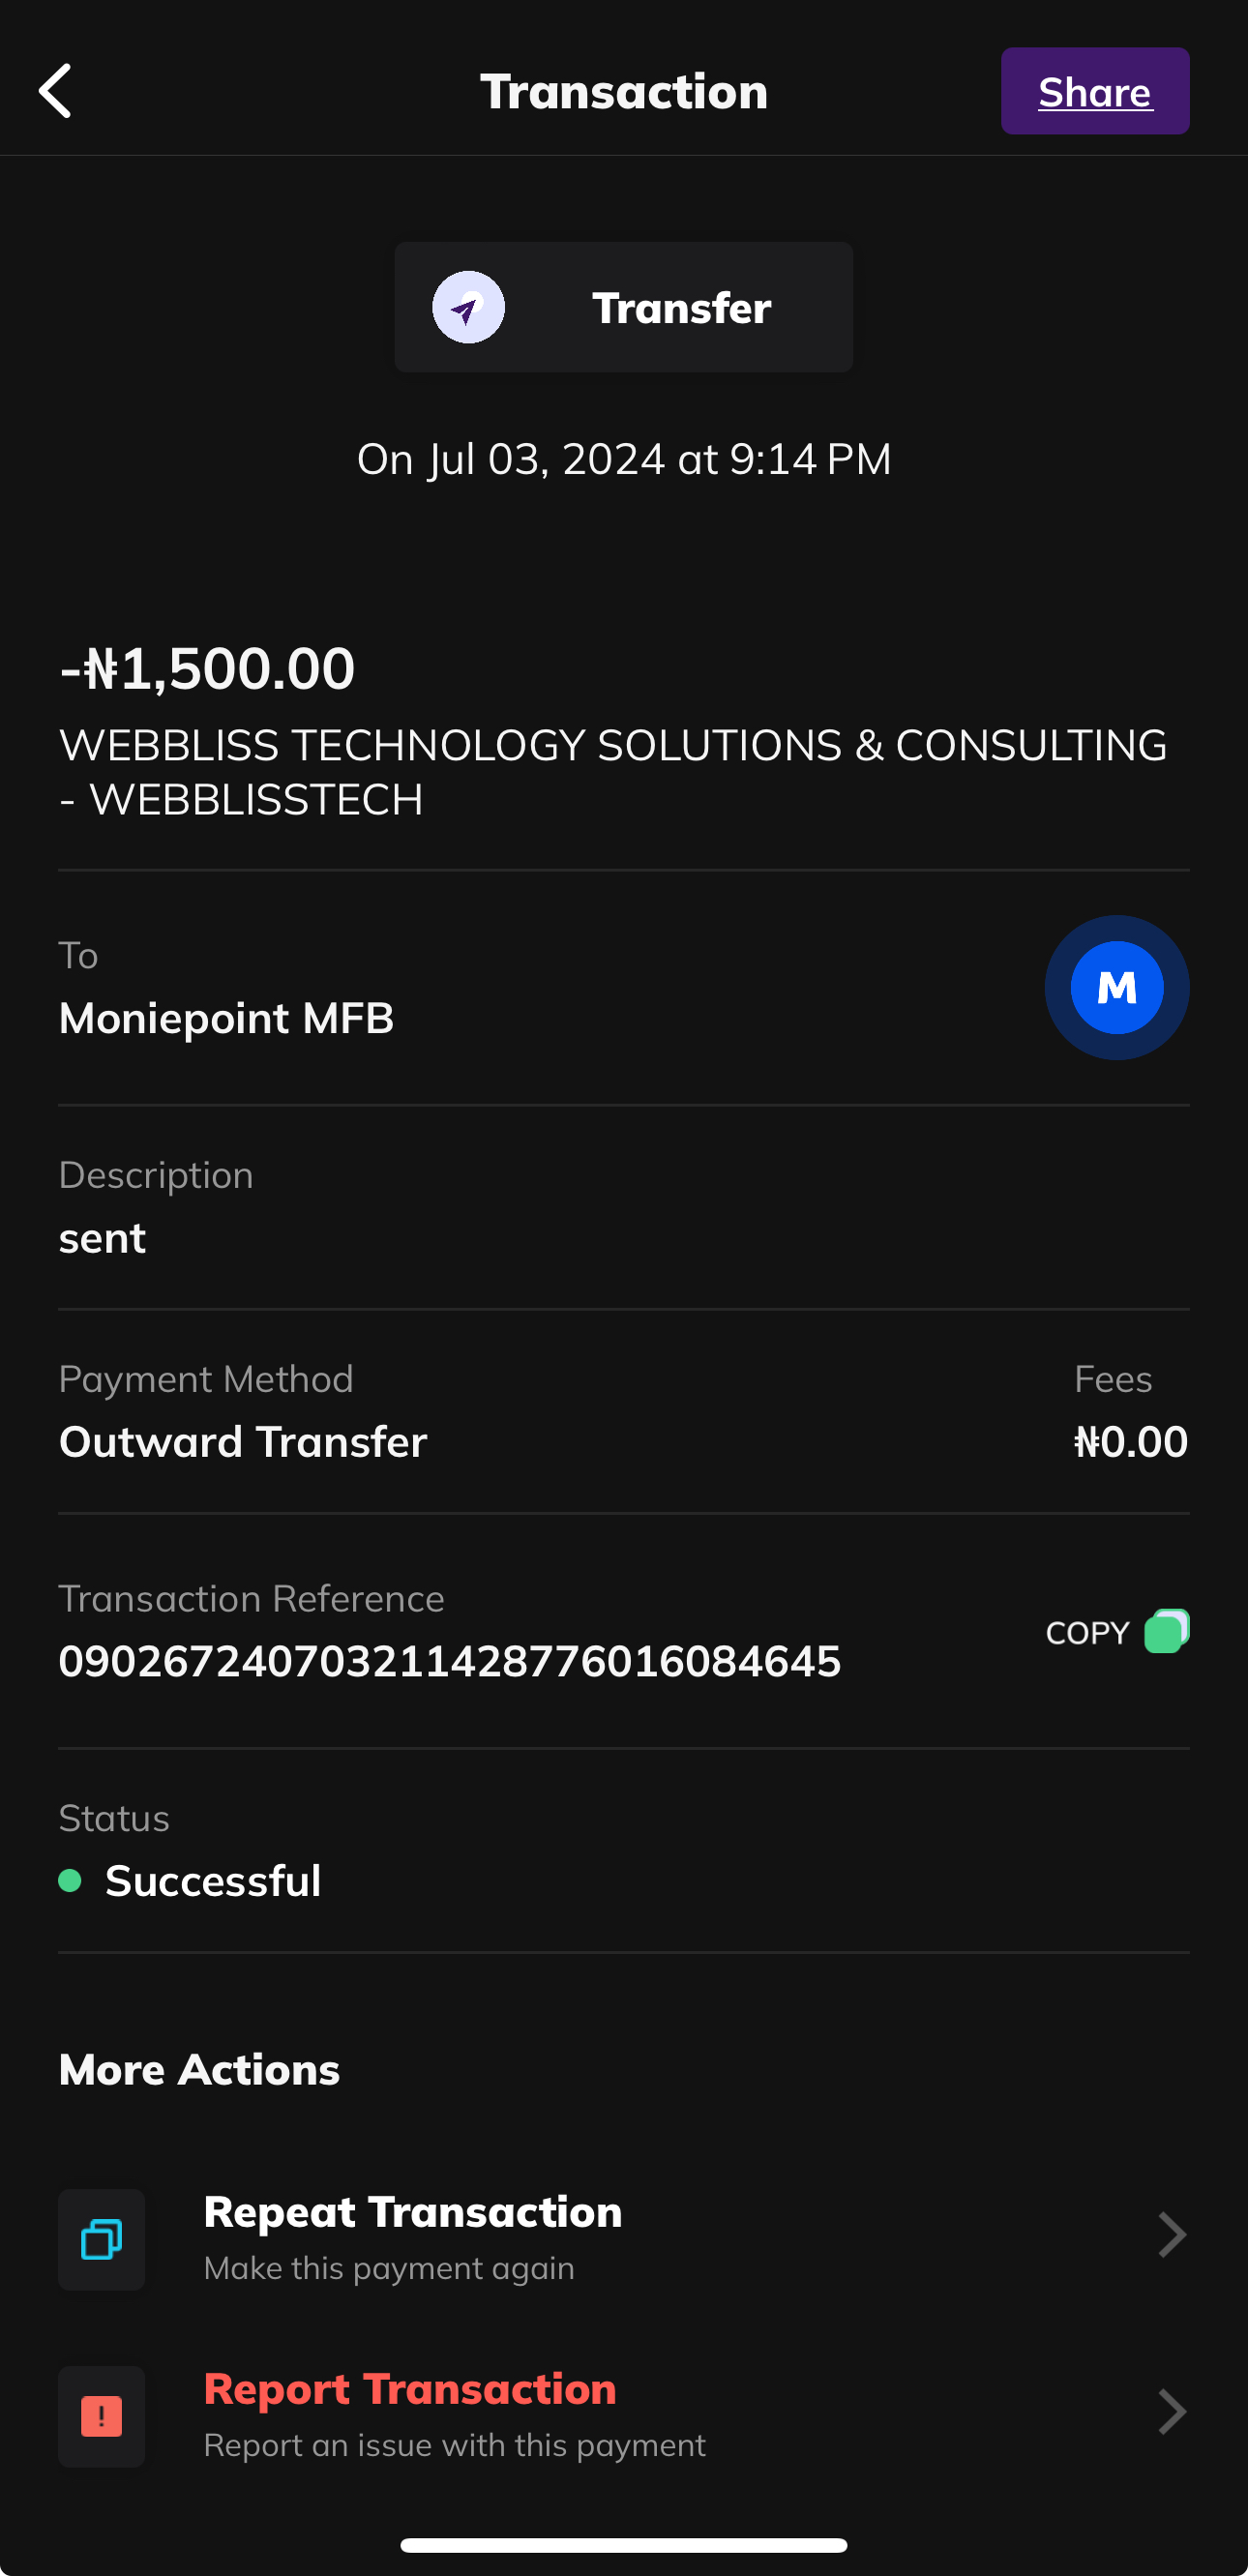 Transaction
Share
Transfer
On Jul 03, 2024 at 9:14 PM
-₦1,500.00
WEBBLISS TECHNOLOGY SOLUTIONS & CONSULTING
- WEBBLISSTECH
To
Moniepoint MFB
M
Description
sent
Payment Method
Fees
Outward Transfer
₦0.00
Transaction Reference
090267240703211428776016084645
COPY
Status
Successful
More Actions
Repeat Transaction
Make this payment again
Report Transaction
Report an issue with this payment